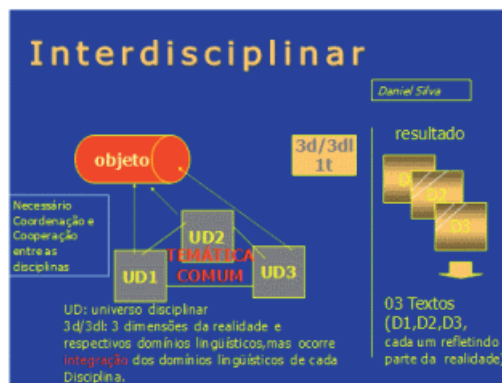 Interdisciplinar
Daniel Silva
objeto
3d/3dl
1t
resultado
D2
D3
Necessário
Coordenação e
Cooperação
entre as
disciplinas
UD1
UD2
UD3
TEMÁTICA
COMUM
UD: universo disciplinar
3d/3dl: 3 dimensões da realidade e
respectivos domínios lingüísticos,mas ocorre
integração dos domínios lingüísticos de cada
Disciplina.
03 Textos
(D1,D2,D3,
cada um refletindo
parte da realidade)